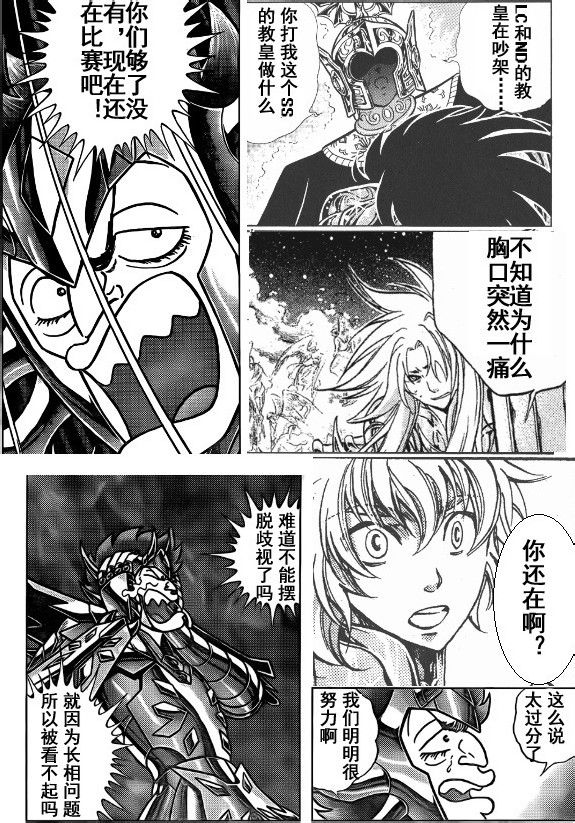 LC和ND的教
皇在吵架……
你打我这个SS
的教皇做什么
你们够了没
有，现在还
在比赛吧！
不知道为什么
胸口突然一痛
你还在啊？
难道不能摆
脱歧视了吗
就因为长相问题
所以被看不起吗
这么说
太过分了
我们明明很
努力啊